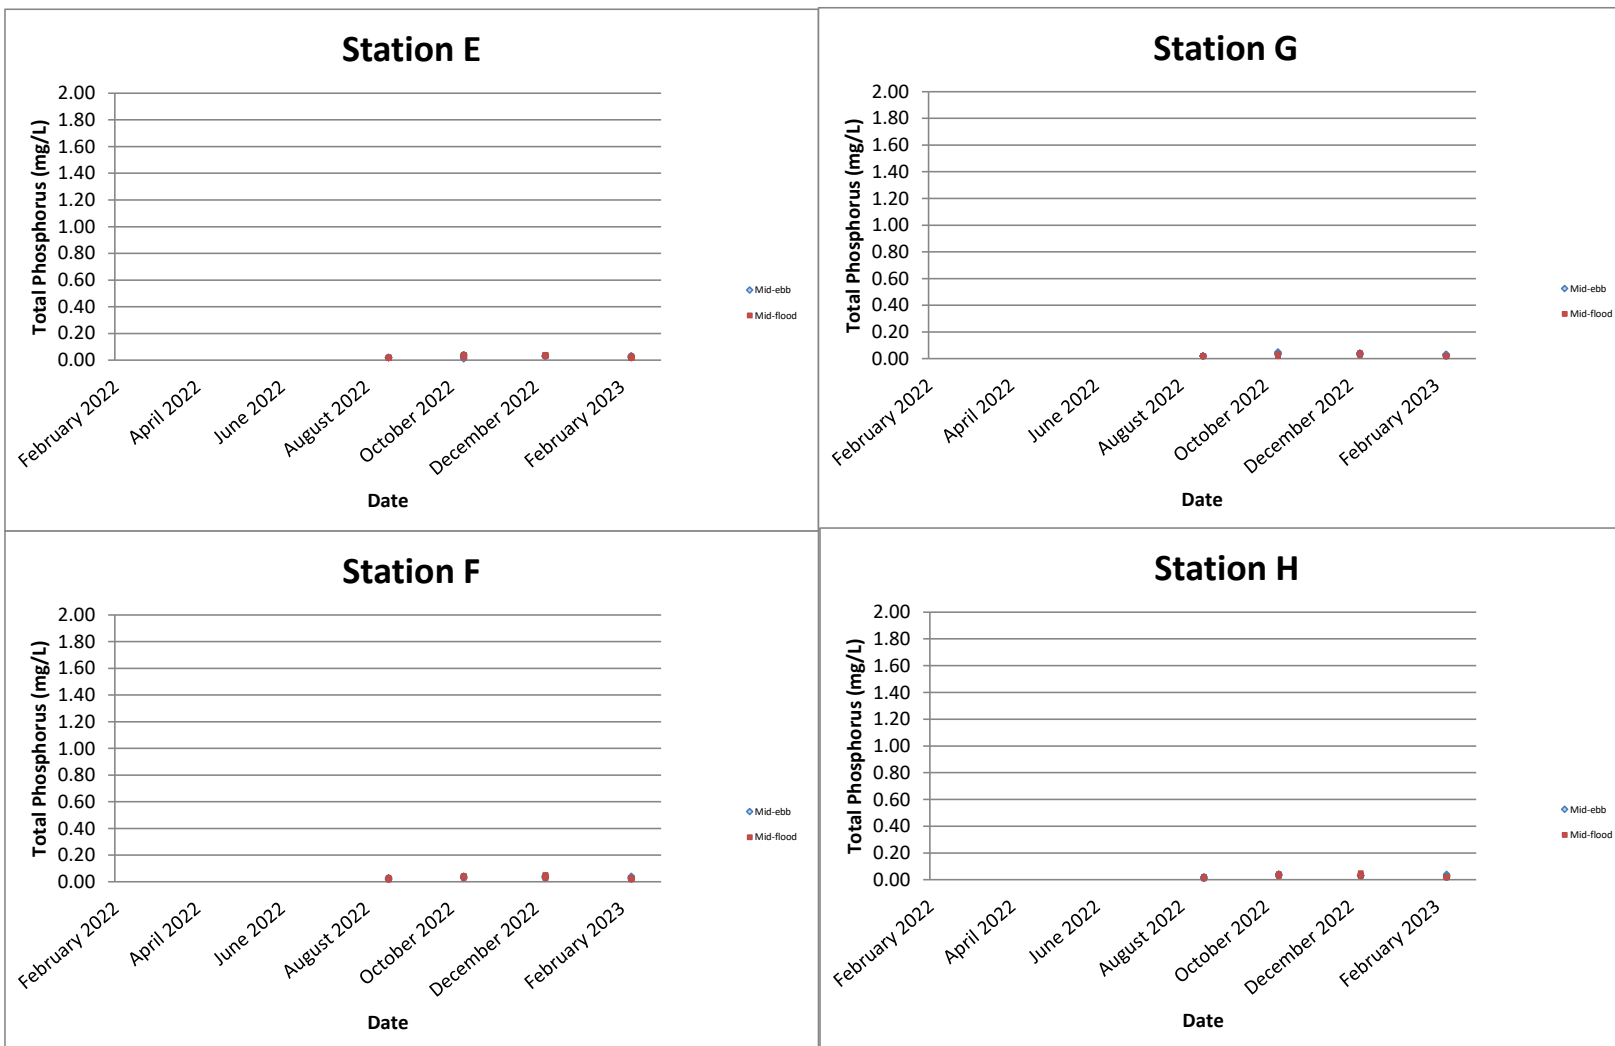 Station E
Total Phosphorus (mg/L)
2.00
1.80
1.60
1.40
1.20
1.00
0.80
0.60
0.40
0.20
0.00
February 2022
April 2022
June 2022
August 2022
October 2022
December 2022
February 2023
Date
Mid-ebb
Mid-flood
Station G
Total Phosphorus (mg/L)
2.00
1.80
1.60
1.40
1.20
1.00
0.80
0.60
0.40
0.20
0.00
February 2022
April 2022
June 2022
August 2022
October 2022
December 2022
February 2023
Date
Mid-ebb
Mid-flood
Station F
Total Phosphorus (mg/L)
2.00
1.80
1.60
1.40
1.20
1.00
0.80
0.60
0.40
0.20
0.00
February 2022
April 2022
June 2022
August 2022
October 2022
December 2022
February 2023
Date
Mid-ebb
Mid-flood
Station H
Total Phosphorus (mg/L)
2.00
1.80
1.60
1.40
1.20
1.00
0.80
0.60
0.40
0.20
0.00
February 2022
April 2022
June 2022
August 2022
October 2022
December 2022
February 2023
Date
Mid-ebb
Mid-flood